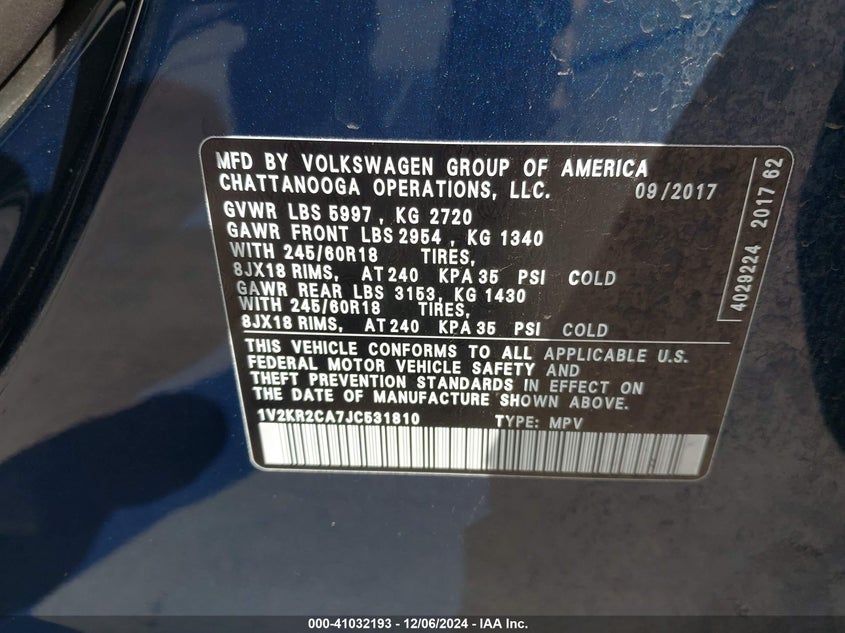 MFD BY VOLKSWAGEN GROUP OF AMERICA
CHATTANOOGA OPERATIONS, LLC. 09/2017
GVWR LBS 5997 , KG 2720
GAWR FRONT LBS 2954 , KG 1340
WITH 245/60R18 TIRES,
8JX18 RIMS, AT 240 KPA 35 PSI COLD
GAWR REAR LBS 3153, KG 1430
WITH 245/60R18 TIRES,
8JX18 RIMS, AT 240 KPA 35 PSI COLD
THIS VEHICLE CONFORMS TO ALL APPLICABLE U.S.
FEDERAL MOTOR VEHICLE SAFETY AND
THEFT PREVENTION STANDARDS IN EFFECT ON
THE DATE OF MANUFACTURE SHOWN ABOVE.
1V2KR2CA7JC531810 TYPE: MPV
4029224 2017 62
000-41032193 - 12/06/2024 - IAA Inc.